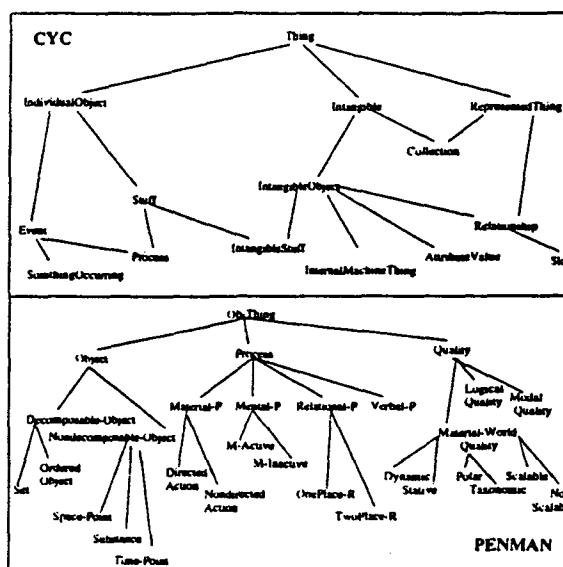 CYC
Thing
IndividualObject
Intangible
RepresentedThing
Collection
Stuff
IntangibleObject
Event
Relationship
Process
IntangibleStuff
SomethingOccurring
InternalMachineThing
AttributeValue
Slo
Ob-Thing
Object
Process
Quality
Logical
Quality
Modal
Quality
Decomposable-Object
Material-P
Mental-P
Relational-P
Verbal-P
Nondecomposable-Object
Material-World
Quality
Ordered
Object
M-Active
M-Inactive
Set
Directed
Action
Nondirected
Action
OnePlace-R
TwoPlace-R
Dynamic
Stative
Polar
Taxonomic
Scalable
No
Scalab
Space-Point
Substance
Time-Point
PENMAN